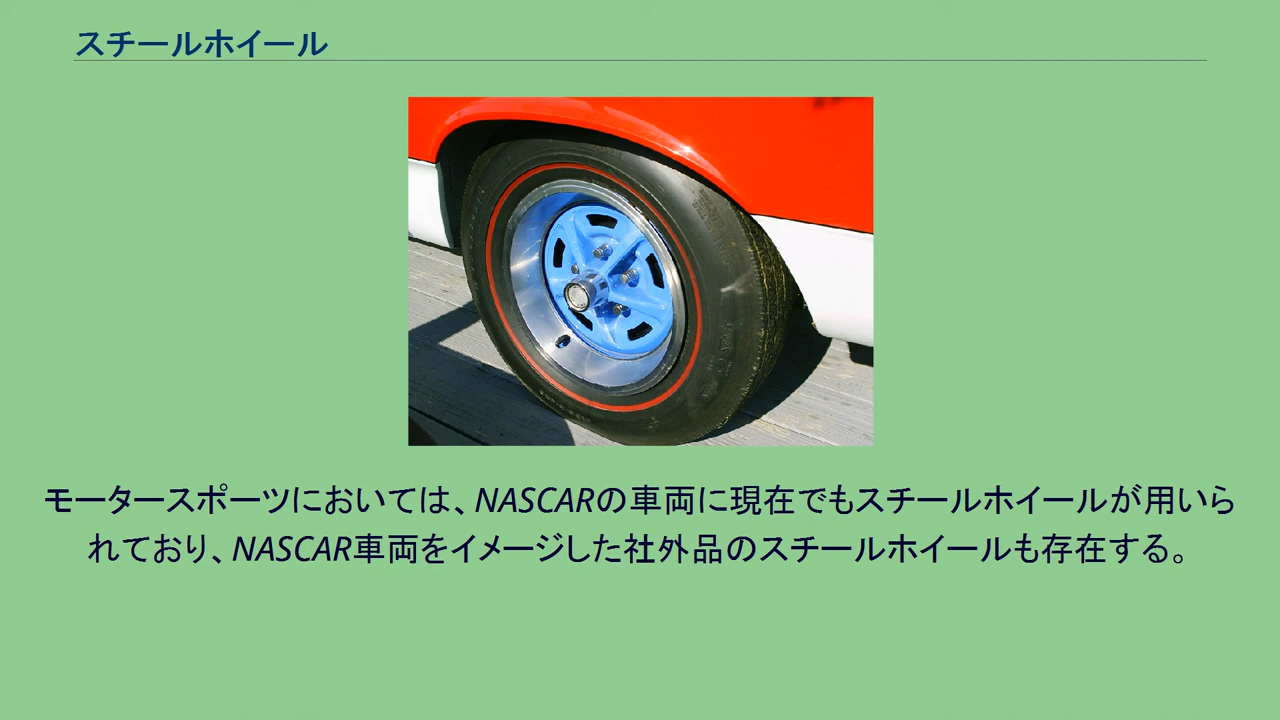 スチールホイール
モータースポーツにおいては、NASCARの車両に現在でもスチールホイールが用いら
れており、NASCAR車両をイメージした社外品のスチールホイールも存在する。